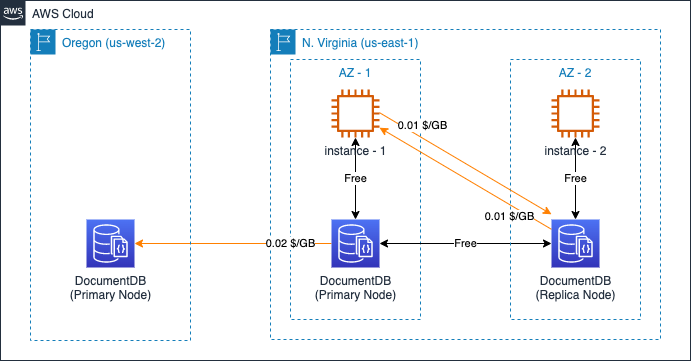 aws
AWS Cloud
Oregon (us-west-2)
N. Virginia (us-east-1)
AZ - 1
AZ - 2
0.01 $/GB
instance - 1
instance - 2
Free
Free
0.01 $/GB
0.02 $/GB
Free
{}
{}
{}
DocumentDB
(Primary Node)
DocumentDB
(Primary Node)
DocumentDB
(Replica Node)